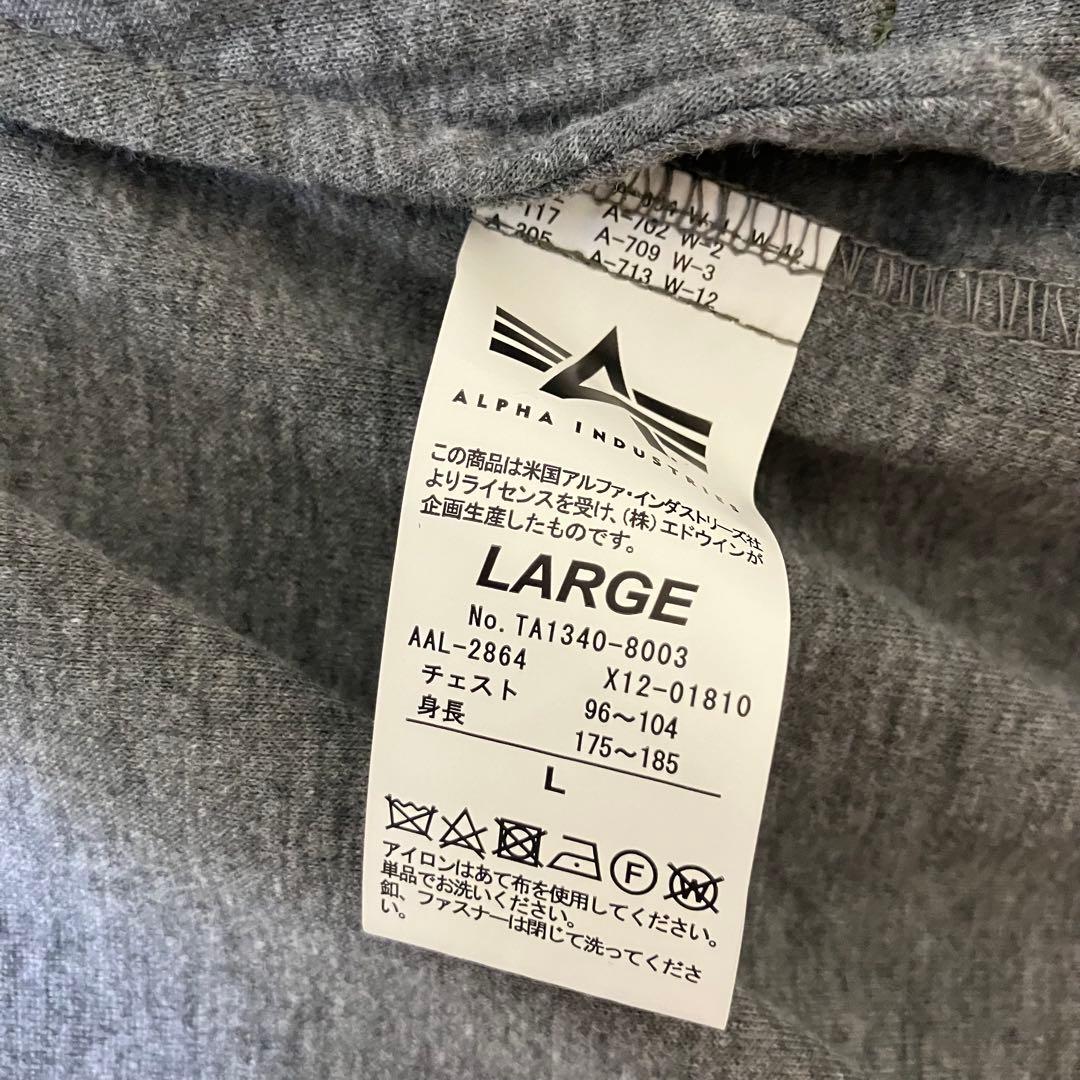 117 A-702 W-2
A-305 A-709 W-3
A-713 W-12
ALPHA INDUSTRIES
この商品は米国アルファ・インダストリーズ社
よりライセンスを受け、(株)エドウインが
企画生産したものです。
LARGE
No. TA1340-8003
AAL-2864 X12-01810
チェスト 96〜104
身長 175〜185
L
F W
アイロンはあて布を使用してください。
単品でお洗いください。
釦、ファスナーは閉じて洗ってくださ
い。